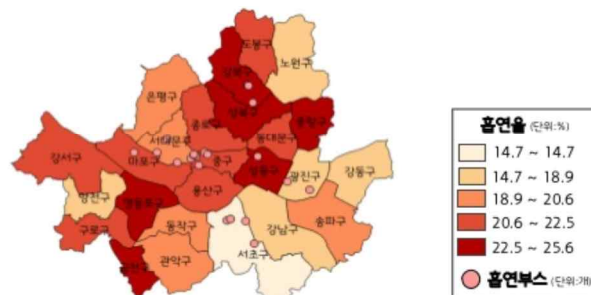 도봉구
강북구
노원구
은평구
성북구
종로구
중랑구
서대문구
동대문구
강서구
마포구
중구
성동구
광진구
강동구
양천구
영등포구
용산구
구로구
동작구
강남구
송파구
금천구
관악구
서초구
흡연율 (단위:%)
14.7 ~ 14.7
14.7 ~ 18.9
18.9 ~ 20.6
20.6 ~ 22.5
22.5 ~ 25.6
흡연부스 (단위:개)